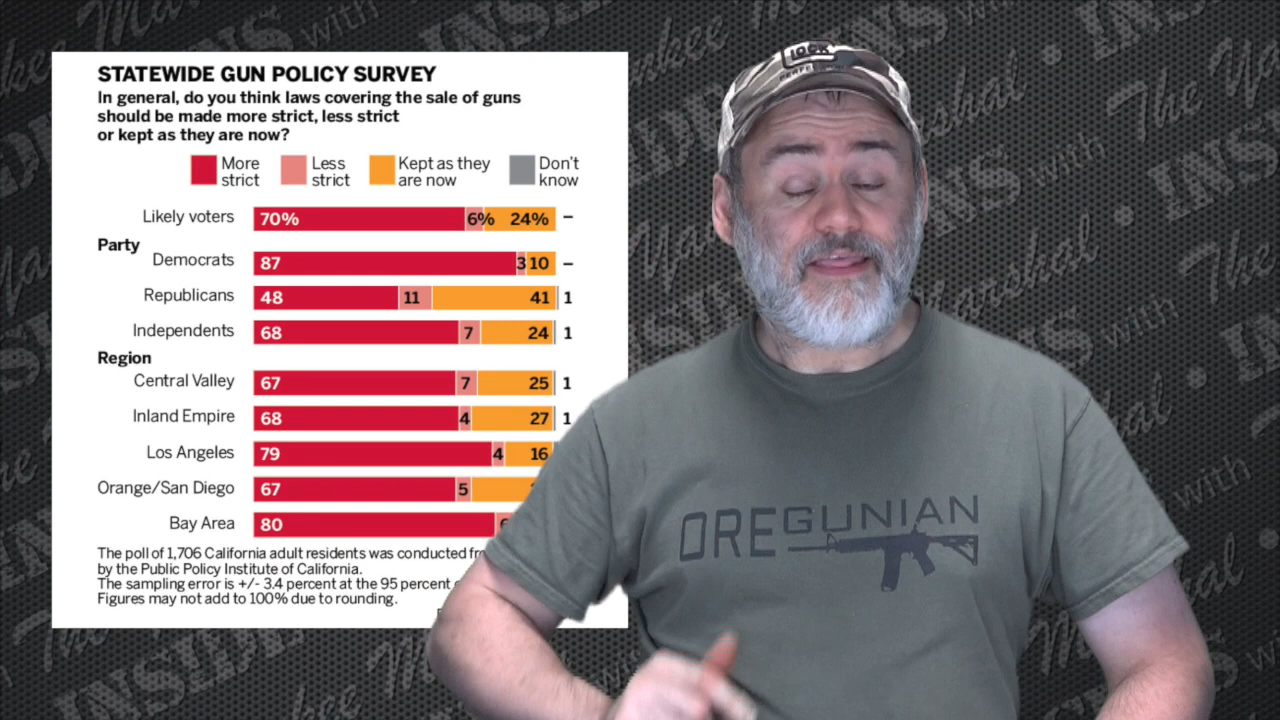 STATEWIDE GUN POLICY SURVEY
In general, do you think laws covering the sale of guns
should be made more strict, less strict
or kept as they are now?
More strict
Less strict
Kept as they are now
Don't know
Likely voters 70% 6% 24% –
Party
Democrats 87 3 10 –
Republicans 48 11 41 1
Independents 68 7 24 1
Region
Central Valley 67 7 25 1
Inland Empire 68 4 27 1
Los Angeles 79 4 16
Orange/San Diego 67 5
Bay Area 80
The poll of 1,706 California adult residents was conducted
by the Public Policy Institute of California.
The sampling error is +/- 3.4 percent at the 95 percent
Figures may not add to 100% due to rounding.
GLOCK
OREGUNIAN
The Yankee Marshal
INSIDERS with